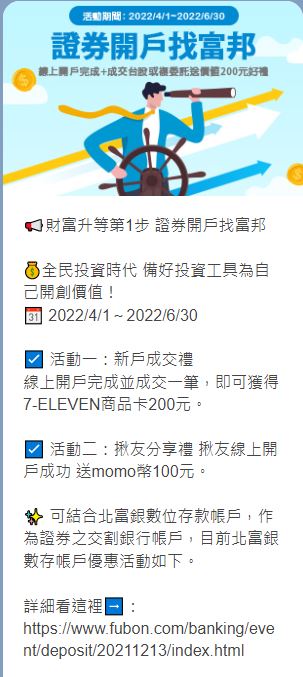 活動期間：2022/4/1~2022/6/30
證券開戶找富邦
線上開戶完成+成交台股或複委託送價值200元好禮
📢財富升等第1步 證券開戶找富邦
💰全民投資時代 備好投資工具為自
己開創價值！
📅 2022/4/1～2022/6/30
☑️ 活動一：新戶成交禮
線上開戶完成並成交一筆，即可獲得
7-ELEVEN商品卡200元。
☑️ 活動二：揪友分享禮 揪友線上開
戶成功 送momo幣100元。
✨ 可結合北富銀數位存款帳戶，作
為證券之交割銀行帳戶，目前北富銀
數存帳戶優惠活動如下。
詳細看這裡➡️：
https://www.fubon.com/banking/eve
nt/deposit/20211213/index.html